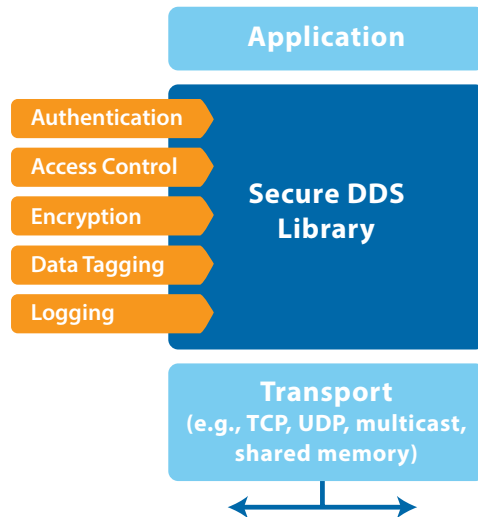 Application
Authentication
Access Control
Encryption
Data Tagging
Logging
Secure DDS
Library
Transport
(e.g., TCP, UDP, multicast,
shared memory)